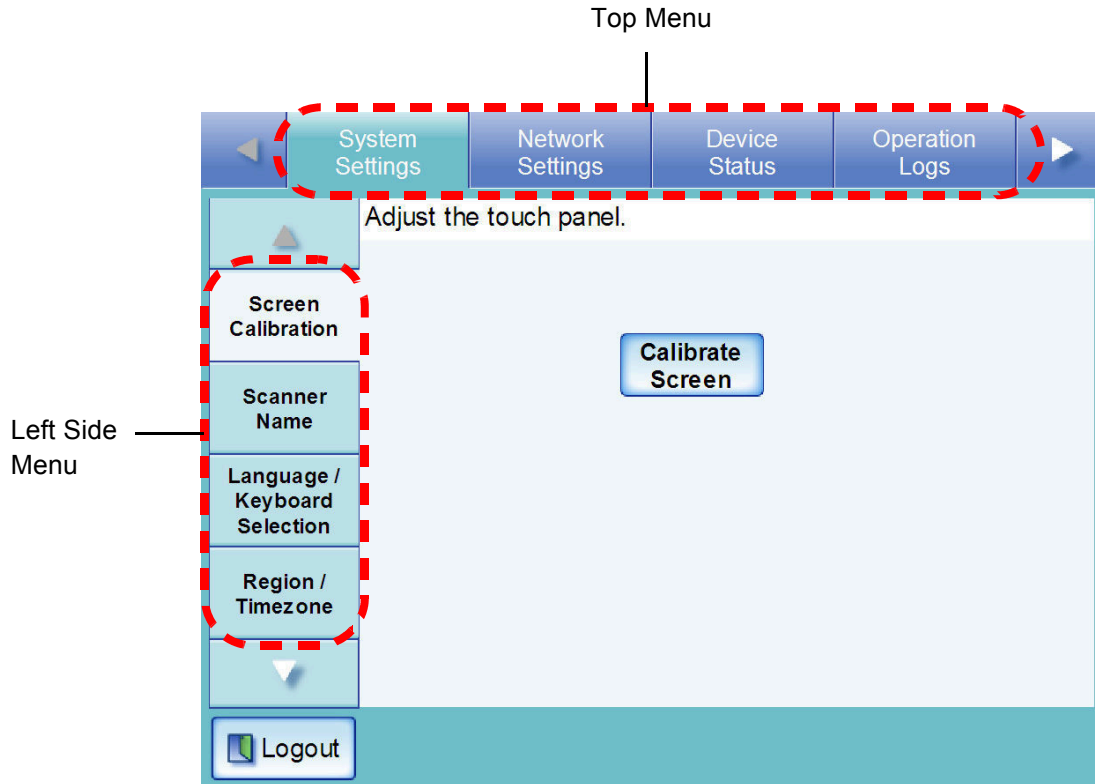 Top Menu
System
Settings
Network
Settings
Device
Status
Operation
Logs
Adjust the touch panel.
Left Side
Menu
Screen
Calibration
Scanner
Name
Language /
Keyboard
Selection
Region /
Timezone
Calibrate
Screen
Logout